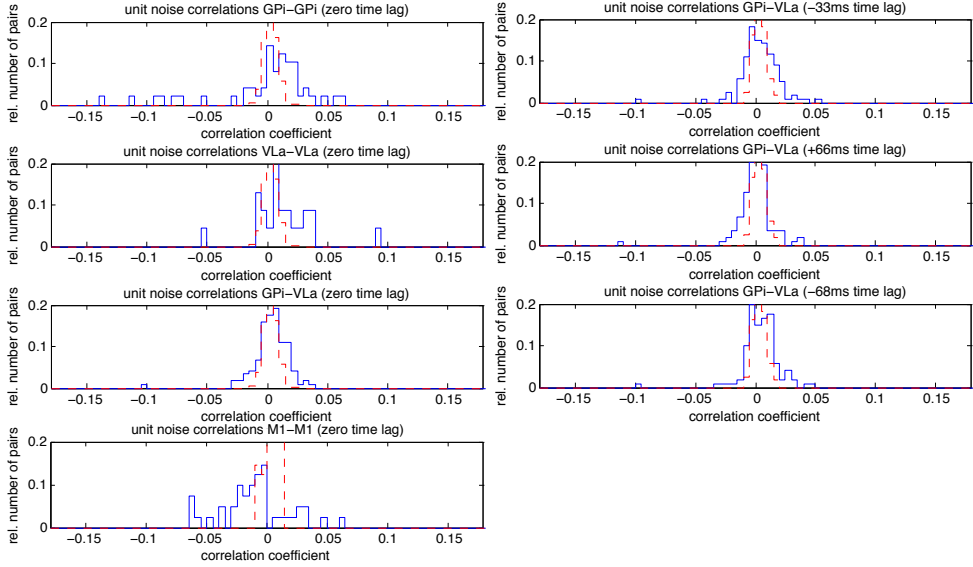 unit noise correlations GPi−GPi (zero time lag)
rel. number of pairs
0.2
0.1
0
−0.15 −0.1 −0.05 0 0.05 0.1 0.15
correlation coefficient
unit noise correlations VLa−VLa (zero time lag)
rel. number of pairs
0.2
0.1
0
−0.15 −0.1 −0.05 0 0.05 0.1 0.15
correlation coefficient
unit noise correlations GPi−VLa (zero time lag)
rel. number of pairs
0.2
0.1
0
−0.15 −0.1 −0.05 0 0.05 0.1 0.15
correlation coefficient
unit noise correlations M1−M1 (zero time lag)
rel. number of pairs
0.2
0.1
0
−0.15 −0.1 −0.05 0 0.05 0.1 0.15
correlation coefficient
unit noise correlations GPi−VLa (−33ms time lag)
rel. number of pairs
0.2
0.1
0
−0.15 −0.1 −0.05 0 0.05 0.1 0.15
correlation coefficient
unit noise correlations GPi−VLa (+66ms time lag)
rel. number of pairs
0.2
0.1
0
−0.15 −0.1 −0.05 0 0.05 0.1 0.15
correlation coefficient
unit noise correlations GPi−VLa (−68ms time lag)
rel. number of pairs
0.2
0.1
0
−0.15 −0.1 −0.05 0 0.05 0.1 0.15
correlation coefficient